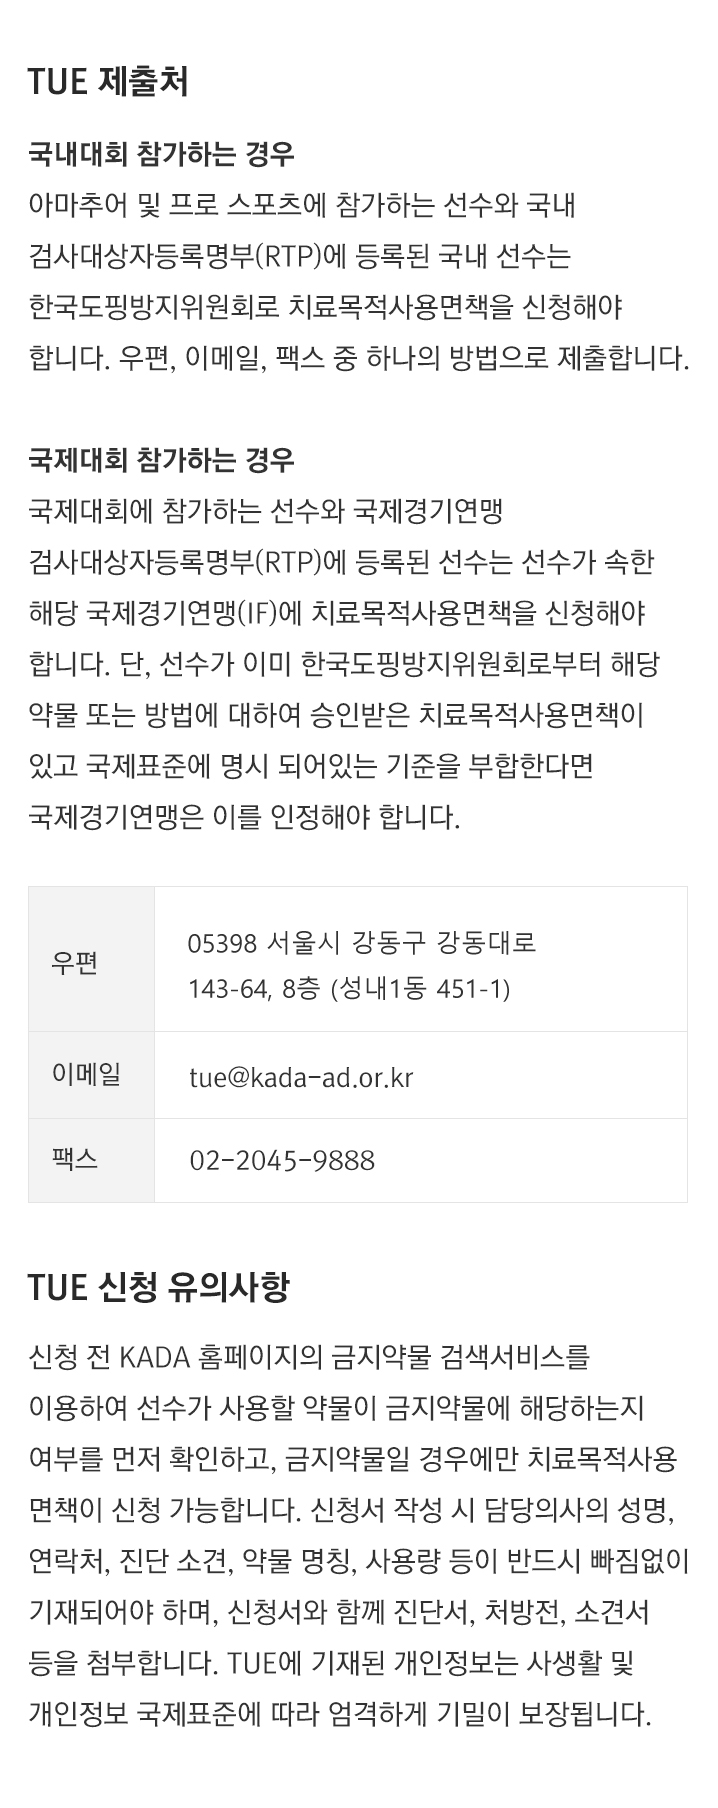 TUE 제출처
국내대회 참가하는 경우
아마추어 및 프로 스포츠에 참가하는 선수와 국내
검사대상자등록명부(RTP)에 등록된 국내 선수는
한국도핑방지위원회로 치료목적사용면책을 신청해야
합니다. 우편, 이메일, 팩스 중 하나의 방법으로 제출합니다.
국제대회 참가하는 경우
국제대회에 참가하는 선수와 국제경기연맹
검사대상자등록명부(RTP)에 등록된 선수는 선수가 속한
해당 국제경기연맹(IF)에 치료목적사용면책을 신청해야
합니다. 단, 선수가 이미 한국도핑방지위원회로부터 해당
약물 또는 방법에 대하여 승인받은 치료목적사용면책이
있고 국제표준에 명시 되어있는 기준을 부합한다면
국제경기연맹은 이를 인정해야 합니다.
우편
05398 서울시 강동구 강동대로
143-64, 8층 (성내1동 451-1)
이메일
tue@kada-ad.or.kr
팩스
02-2045-9888
TUE 신청 유의사항
신청 전 KADA 홈페이지의 금지약물 검색서비스를
이용하여 선수가 사용할 약물이 금지약물에 해당하는지
여부를 먼저 확인하고, 금지약물일 경우에만 치료목적사용
면책이 신청 가능합니다. 신청서 작성 시 담당의사의 성명,
연락처, 진단 소견, 약물 명칭, 사용량 등이 반드시 빠짐없이
기재되어야 하며, 신청서와 함께 진단서, 처방전, 소견서
등을 첨부합니다. TUE에 기재된 개인정보는 사생활 및
개인정보 국제표준에 따라 엄격하게 기밀이 보장됩니다.